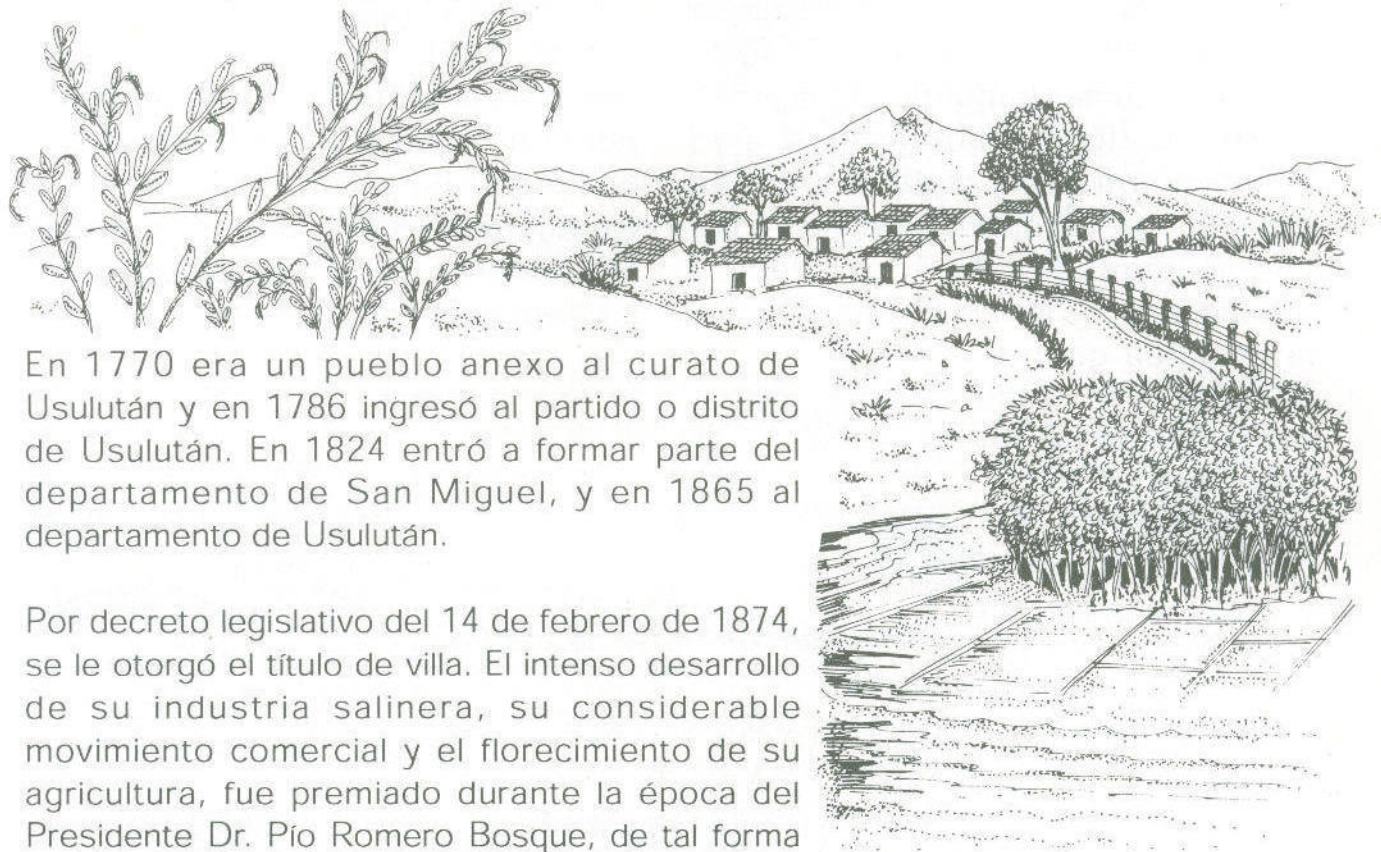 En 1770 era un pueblo anexo al curato de
Usulután y en 1786 ingresó al partido o distrito
de Usulután. En 1824 entró a formar parte del
departamento de San Miguel, y en 1865 al
departamento de Usulután.
Por decreto legislativo del 14 de febrero de 1874,
se le otorgó el título de villa. El intenso desarrollo
de su industria salinera, su considerable
movimiento comercial y el florecimiento de su
agricultura, fue premiado durante la época del
Presidente Dr. Pío Romero Bosque, de tal forma